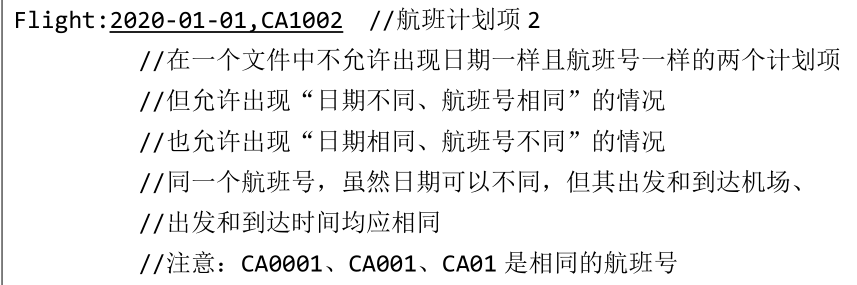 Flight:2020-01-01,CA1002 //航班计划项 2
//在一个文件中不允许出现日期一样且航班号一样的两个计划项
//但允许出现“日期不同、航班号相同”的情况
//也允许出现“日期相同、航班号不同”的情况
//同一个航班号，虽然日期可以不同，但其出发和到达机场、
//出发和到达时间均应相同
//注意：CA0001、CA001、CA01 是相同的航班号